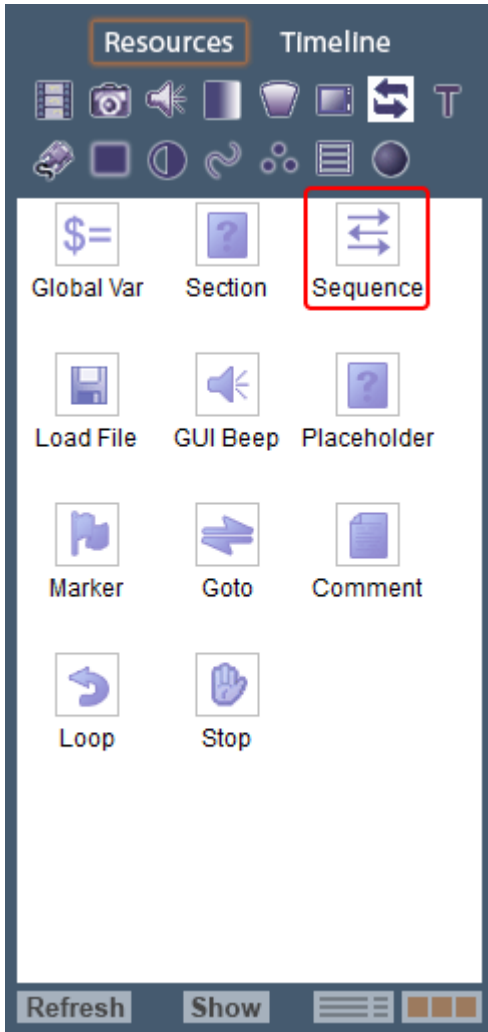 Resources Timeline
T
$=
Global Var Section Sequence
Load File GUI Beep Placeholder
Marker Goto Comment
Loop Stop
Refresh Show